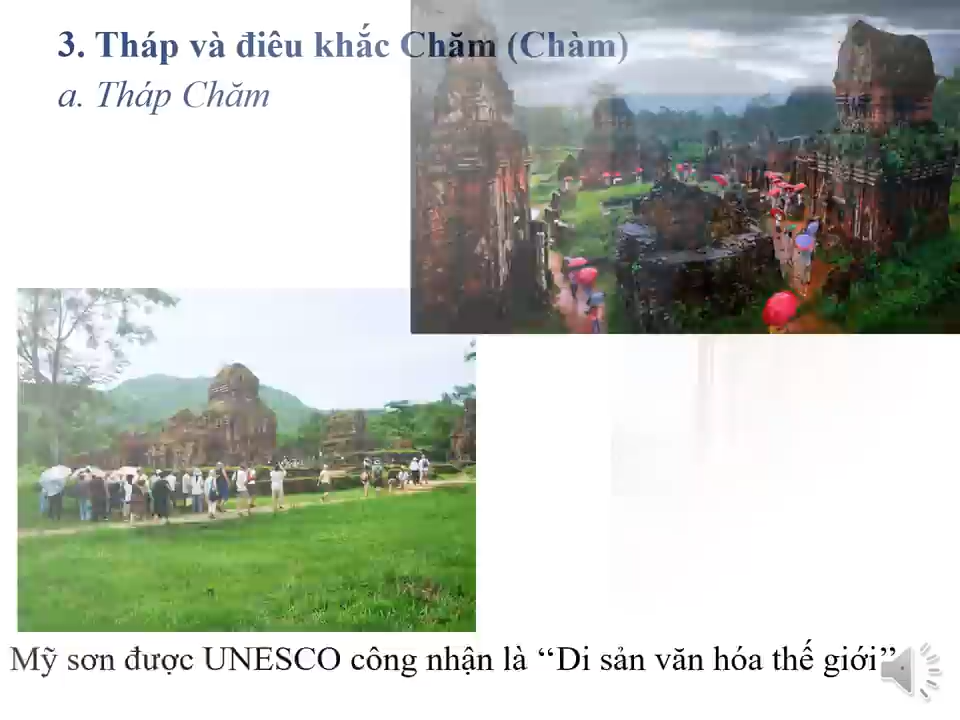 3. Tháp và điêu khắc Chăm (Chàm)
a. Tháp Chăm
Mỹ sơn được UNESCO công nhận là “Di sản văn hóa thế giới”